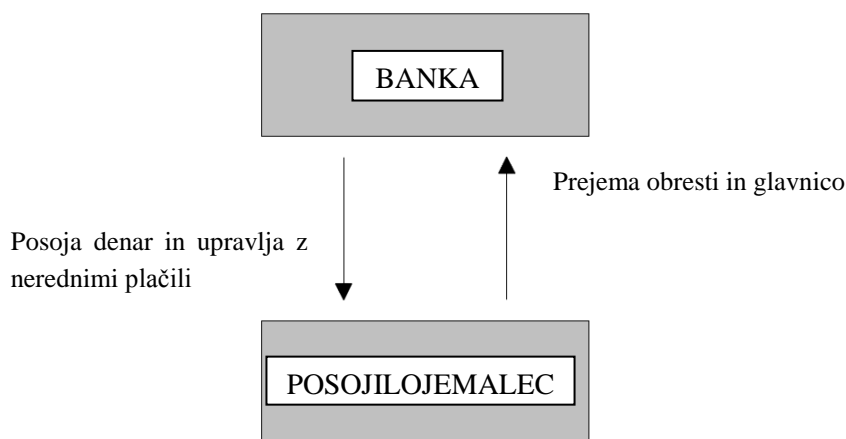 BANKA
Prejema obresti in glavnico
Posoja denar in upravlja z
nerednimi plačili
POSOJILOJEMALEC